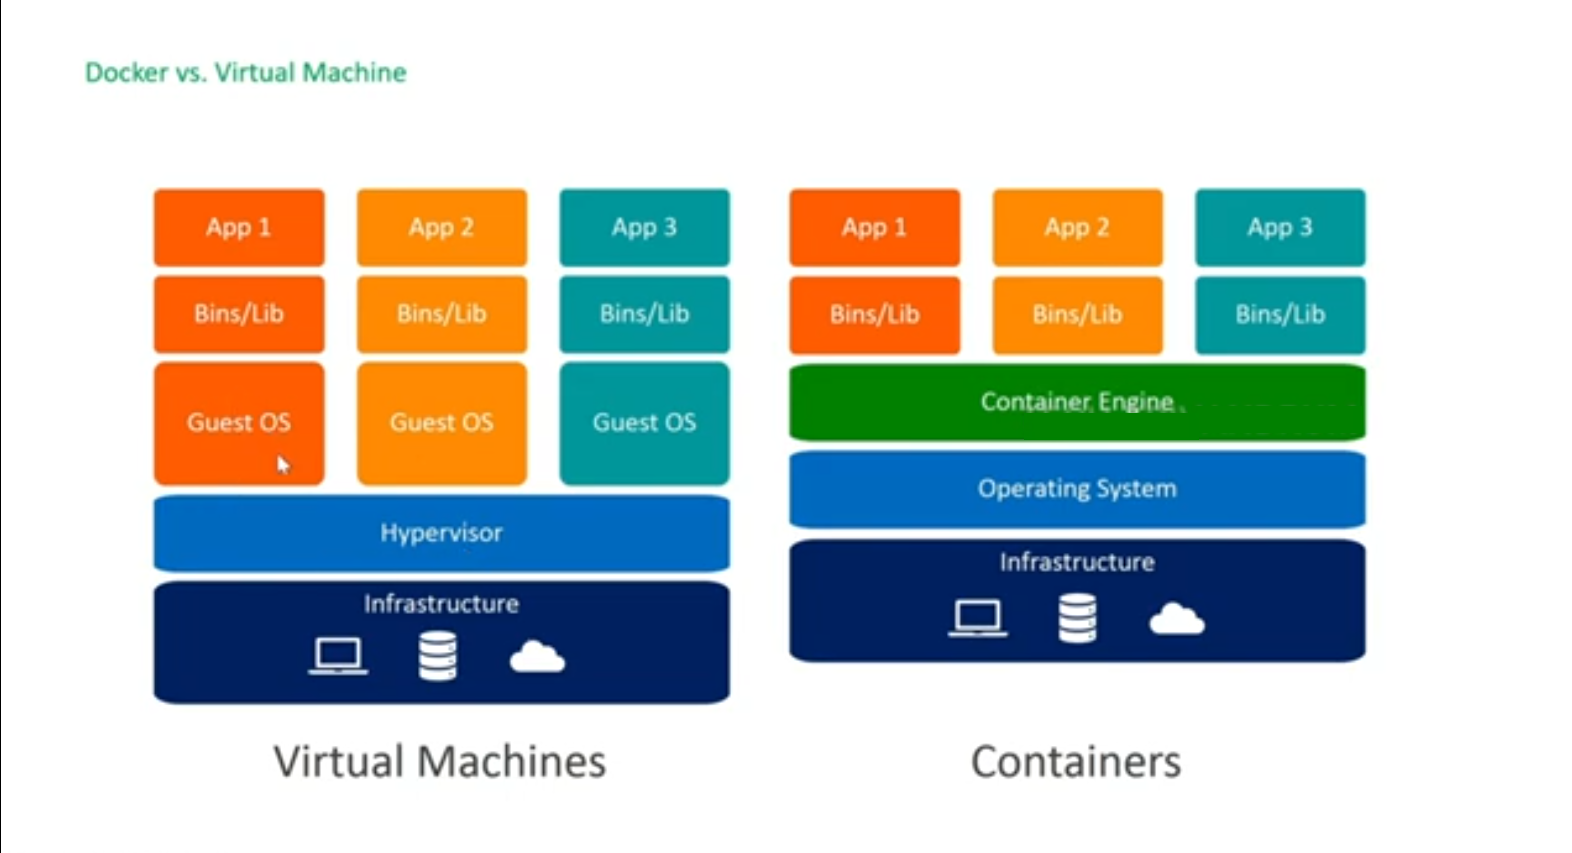 Docker vs. Virtual Machine
App 1
App 2
App 3
Bins/Lib
Bins/Lib
Bins/Lib
Guest OS
Guest OS
Guest OS
Hypervisor
Infrastructure
Virtual Machines
App 1
App 2
App 3
Bins/Lib
Bins/Lib
Bins/Lib
Container Engine
Operating System
Infrastructure
Containers